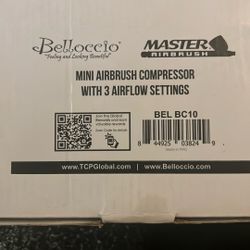 Belloccio®
"Feeling and Looking Beautiful"
MASTER
AIRBRUSH
MINI AIRBRUSH COMPRESSOR
WITH 3 AIRFLOW SETTINGS
BEL BC10
8 44925 03824 9
www.TCPGlobal.com
www.Belloccio.com